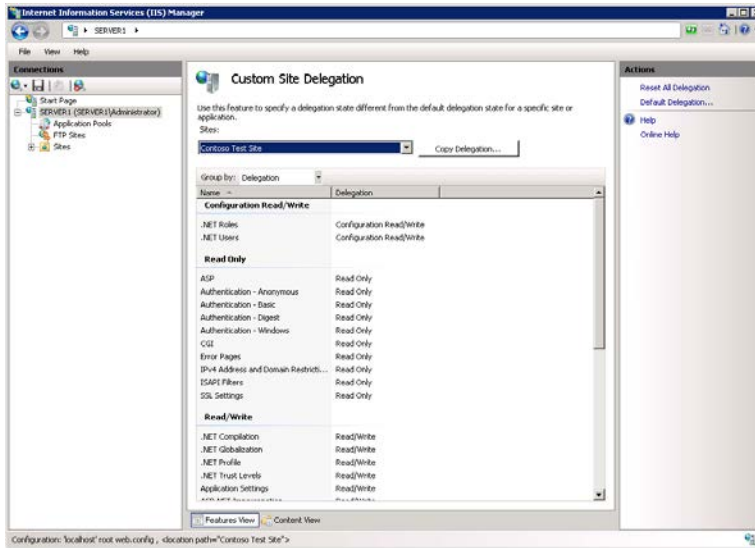 Internet Information Services (IIS) Manager
SERVER1
File View Help
Connections
Start Page
SERVER1 (SERVER1\Administrator)
Application Pools
FTP Sites
Sites
Custom Site Delegation
Use this feature to specify a delegation state different from the default delegation state for a specific site or
application.
Sites:
Contoso Test Site
Copy Delegation...
Group by: Delegation
Name Delegation
Configuration Read/Write
.NET Roles Configuration Read/Write
.NET Users Configuration Read/Write
Read Only
ASP Read Only
Authentication - Anonymous Read Only
Authentication - Basic Read Only
Authentication - Digest Read Only
Authentication - Windows Read Only
CGI Read Only
Error Pages Read Only
IPv4 Address and Domain Restricti... Read Only
ISAPI Filters Read Only
SSL Settings Read Only
Read/Write
.NET Compilation Read/Write
.NET Globalization Read/Write
.NET Profile Read/Write
.NET Trust Levels Read/Write
Application Settings Read/Write
Features View Content View
Actions
Reset All Delegation
Default Delegation...
Help
Online Help
Configuration: 'localhost' root web.config , <location path="Contoso Test Site">